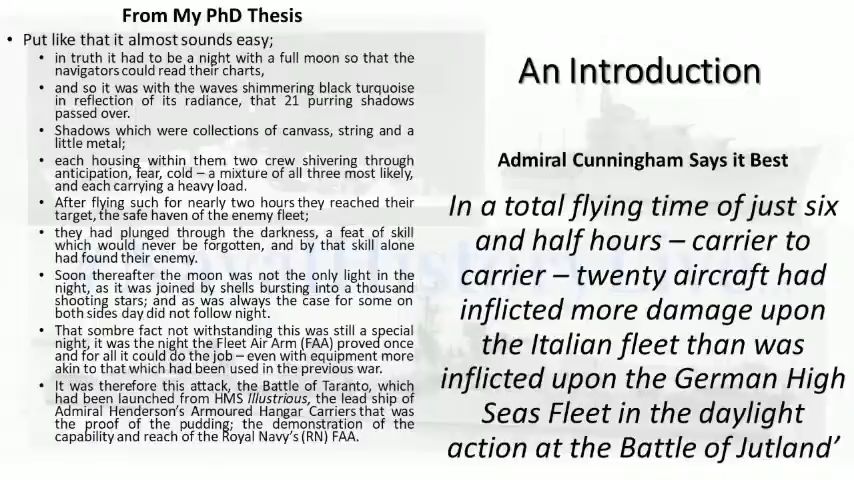 From My PhD Thesis
• Put like that it almost sounds easy;
• in truth it had to be a night with a full moon so that the
navigators could read their charts,
• and so it was with the waves shimmering black turquoise
in reflection of its radiance, that 21 purring shadows
passed over.
• Shadows which were collections of canvass, string and a
little metal;
• each housing within them two crew shivering through
anticipation, fear, cold – a mixture of all three most likely,
and each carrying a heavy load.
• After flying such for nearly two hours they reached their
target, the safe haven of the enemy fleet;
• they had plunged through the darkness, a feat of skill
which would never be forgotten, and by that skill alone
had found their enemy.
• Soon thereafter the moon was not the only light in the
night, as it was joined by shells bursting into a thousand
shooting stars; and as was always the case for some on
both sides day did not follow night.
• That sombre fact not withstanding this was still a special
night, it was the night the Fleet Air Arm (FAA) proved once
and for all it could do the job – even with equipment more
akin to that which had been used in the previous war.
• It was therefore this attack, the Battle of Taranto, which
had been launched from HMS Illustrious, the lead ship of
Admiral Henderson's Armoured Hangar Carriers that was
the proof of the pudding; the demonstration of the
capability and reach of the Royal Navy's (RN) FAA.
An Introduction
Admiral Cunningham Says it Best
In a total flying time of just six
and half hours – carrier to
carrier – twenty aircraft had
inflicted more damage upon
the Italian fleet than was
inflicted upon the German High
Seas Fleet in the daylight
action at the Battle of Jutland’